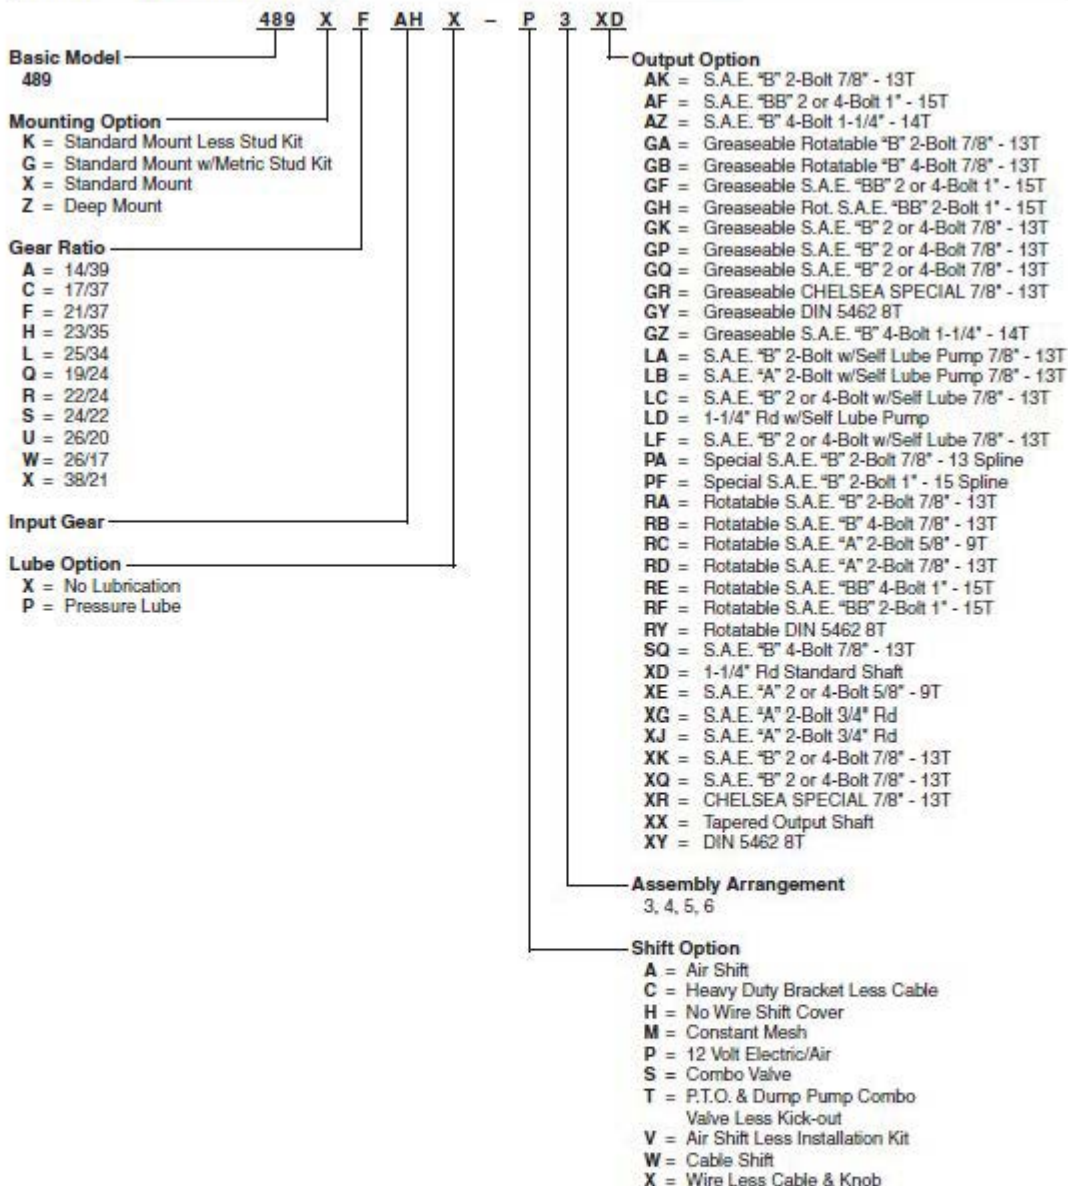 489 X F AH X - P 3 XD
Basic Model
489
Mounting Option
K = Standard Mount Less Stud Kit
G = Standard Mount w/Metric Stud Kit
X = Standard Mount
Z = Deep Mount
Gear Ratio
A = 14/39
C = 17/37
F = 21/37
H = 23/35
L = 25/34
Q = 19/24
R = 22/24
S = 24/22
U = 26/20
W = 26/17
X = 38/21
Input Gear
Lube Option
X = No Lubrication
P = Pressure Lube
Output Option
AK = S.A.E. "B" 2-Bolt 7/8" - 13T
AF = S.A.E. "BB" 2 or 4-Bolt 1" - 15T
AZ = S.A.E. "B" 4-Bolt 1-1/4" - 14T
GA = Greaseable Rotatable "B" 2-Bolt 7/8" - 13T
GB = Greaseable Rotatable "B" 4-Bolt 7/8" - 13T
GF = Greaseable S.A.E. "BB" 2 or 4-Bolt 1" - 15T
GH = Greaseable Rot. S.A.E. "BB" 2-Bolt 1" - 15T
GK = Greaseable S.A.E. "B" 2 or 4-Bolt 7/8" - 13T
GP = Greaseable S.A.E. "B" 2 or 4-Bolt 7/8" - 13T
GQ = Greaseable S.A.E. "B" 2 or 4-Bolt 7/8" - 13T
GR = Greaseable CHELSEA SPECIAL 7/8" - 13T
GY = Greaseable DIN 5462 8T
GZ = Greaseable S.A.E. "B" 4-Bolt 1-1/4" - 14T
LA = S.A.E. "B" 2-Bolt w/Self Lube Pump 7/8" - 13T
LB = S.A.E. "A" 2-Bolt w/Self Lube Pump 7/8" - 13T
LC = S.A.E. "B" 2 or 4-Bolt w/Self Lube 7/8" - 13T
LD = 1-1/4" Rd w/Self Lube Pump
LF = S.A.E. "B" 2 or 4-Bolt w/Self Lube 7/8" - 13T
PA = Special S.A.E. "B" 2-Bolt 7/8" - 13 Spline
PF = Special S.A.E. "B" 2-Bolt 1" - 15 Spline
RA = Rotatable S.A.E. "B" 2-Bolt 7/8" - 13T
RB = Rotatable S.A.E. "B" 4-Bolt 7/8" - 13T
RC = Rotatable S.A.E. "A" 2-Bolt 5/8" - 9T
RD = Rotatable S.A.E. "A" 2-Bolt 7/8" - 13T
RE = Rotatable S.A.E. "BB" 4-Bolt 1" - 15T
RF = Rotatable S.A.E. "BB" 2-Bolt 1" - 15T
RY = Rotatable DIN 5462 8T
SQ = S.A.E. "B" 4-Bolt 7/8" - 13T
XD = 1-1/4" Rd Standard Shaft
XE = S.A.E. "A" 2 or 4-Bolt 5/8" - 9T
XG = S.A.E. "A" 2-Bolt 3/4" Rd
XJ = S.A.E. "A" 2-Bolt 3/4" Rd
XK = S.A.E. "B" 2 or 4-Bolt 7/8" - 13T
XQ = S.A.E. "B" 2 or 4-Bolt 7/8" - 13T
XR = CHELSEA SPECIAL 7/8" - 13T
XX = Tapered Output Shaft
XY = DIN 5462 8T
Assembly Arrangement
3, 4, 5, 6
Shift Option
A = Air Shift
C = Heavy Duty Bracket Less Cable
H = No Wire Shift Cover
M = Constant Mesh
P = 12 Volt Electric/Air
S = Combo Valve
T = P.T.O. & Dump Pump Combo
Valve Less Kick-out
V = Air Shift Less Installation Kit
W = Cable Shift
X = Wire Less Cable & Knob